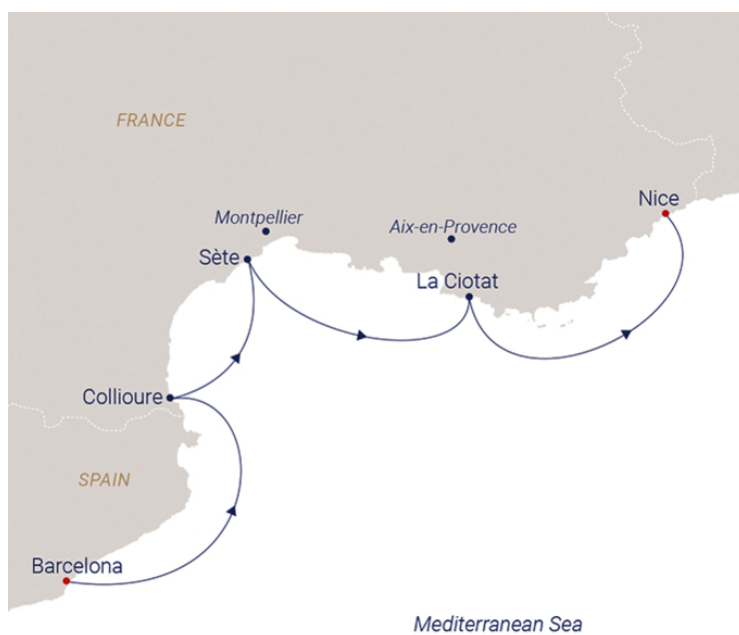 FRANCE
Nice
Montpellier
Aix-en-Provence
Sète
La Ciotat
Collioure
SPAIN
Barcelona
Mediterranean Sea